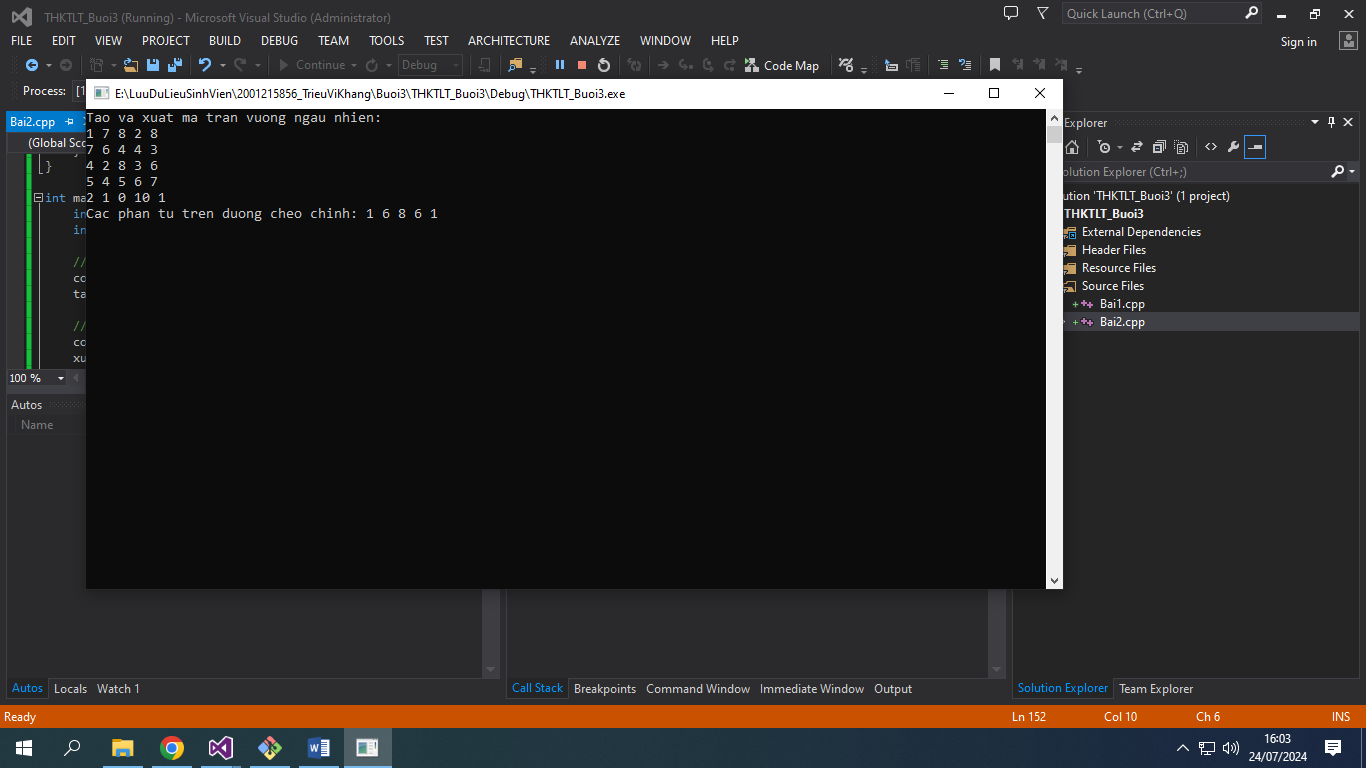 THKTLT_Buoi3 (Running) - Microsoft Visual Studio (Administrator)
Quick Launch (Ctrl+Q)
FILE EDIT VIEW PROJECT BUILD DEBUG TEAM TOOLS TEST ARCHITECTURE ANALYZE WINDOW HELP
Sign in
Continue Debug Code Map
Process: [1
E:\LuuDuLieuSinhVien\2001215856_TrieuViKhang\Buoi3\THKTLT_Buoi3\Debug\THKTLT_Buoi3.exe
Tao va xuat ma tran vuong ngau nhien:
1 7 8 2 8
7 6 4 4 3
4 2 8 3 6
5 4 5 6 7
2 1 0 10 1
Cac phan tu tren duong cheo chinh: 1 6 8 6 1
Bai2.cpp
(Global Sco
}
int ma
in
in
//
co
ta
//
co
xu
100 %
Autos
Name
Explorer
olution Explorer (Ctrl+;)
ution 'THKTLT_Buoi3' (1 project)
THKTLT_Buoi3
External Dependencies
Header Files
Resource Files
Source Files
+ Bai1.cpp
+ Bai2.cpp
Autos Locals Watch 1
Call Stack Breakpoints Command Window Immediate Window Output
Solution Explorer Team Explorer
Ready Ln 152 Col 10 Ch 6 INS
16:03
24/07/2024